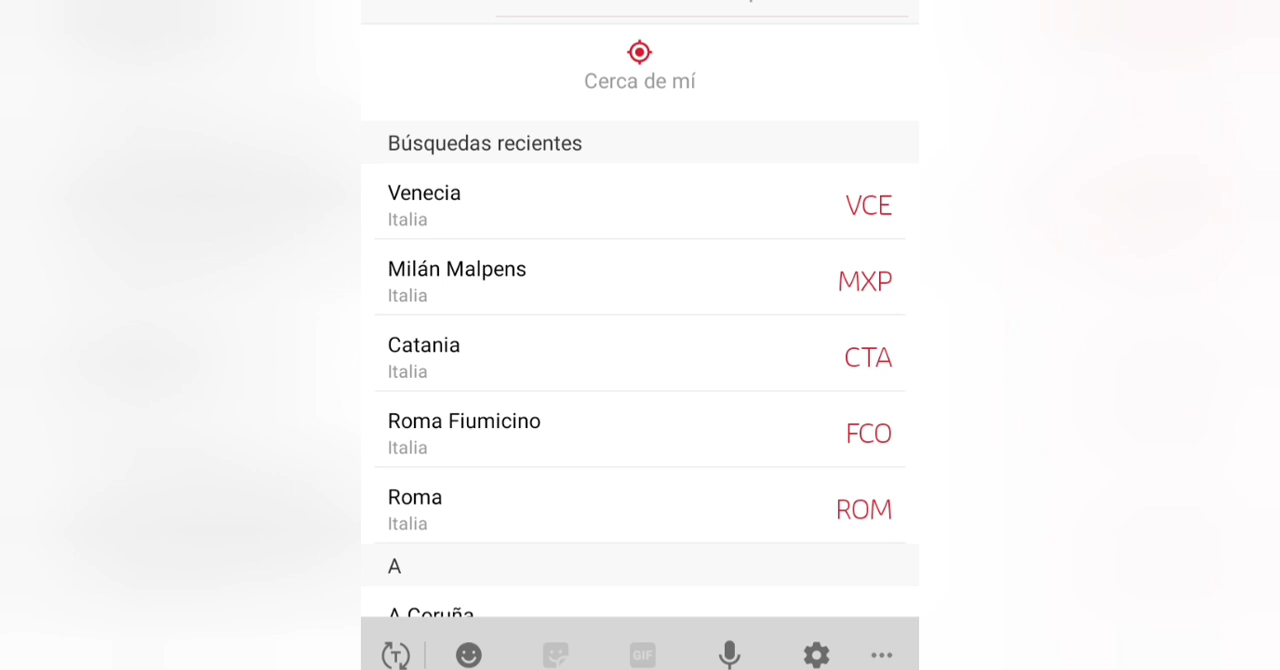 Cerca de mí
Búsquedas recientes
Venecia
Italia
VCE
Milán Malpens
Italia
MXP
Catania
Italia
CTA
Roma Fiumicino
Italia
FCO
Roma
Italia
ROM
A
A Coruña
T
GIF